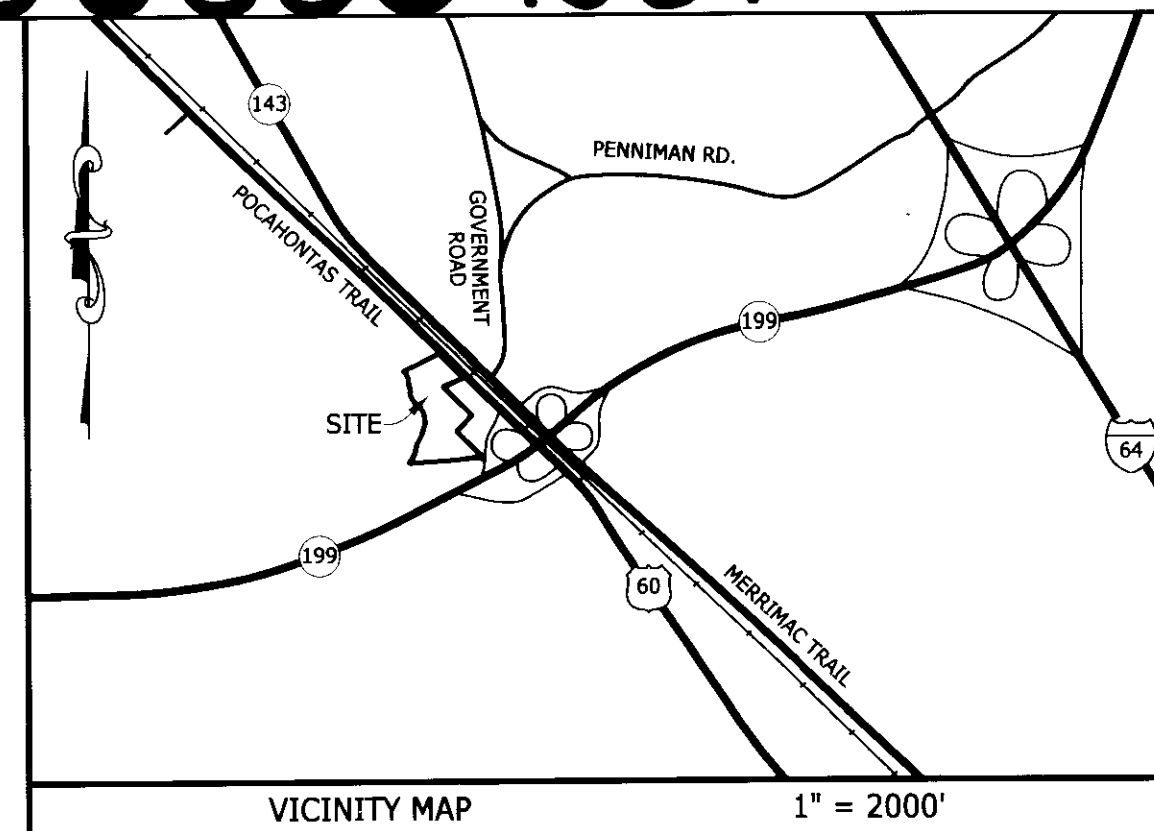 143
PENNIMAN RD.
GOVERNMENT
ROAD
POCAHONTAS TRAIL
199
SITE
64
199
60
MERRIMAC TRAIL
VICINITY MAP
1" = 2000'